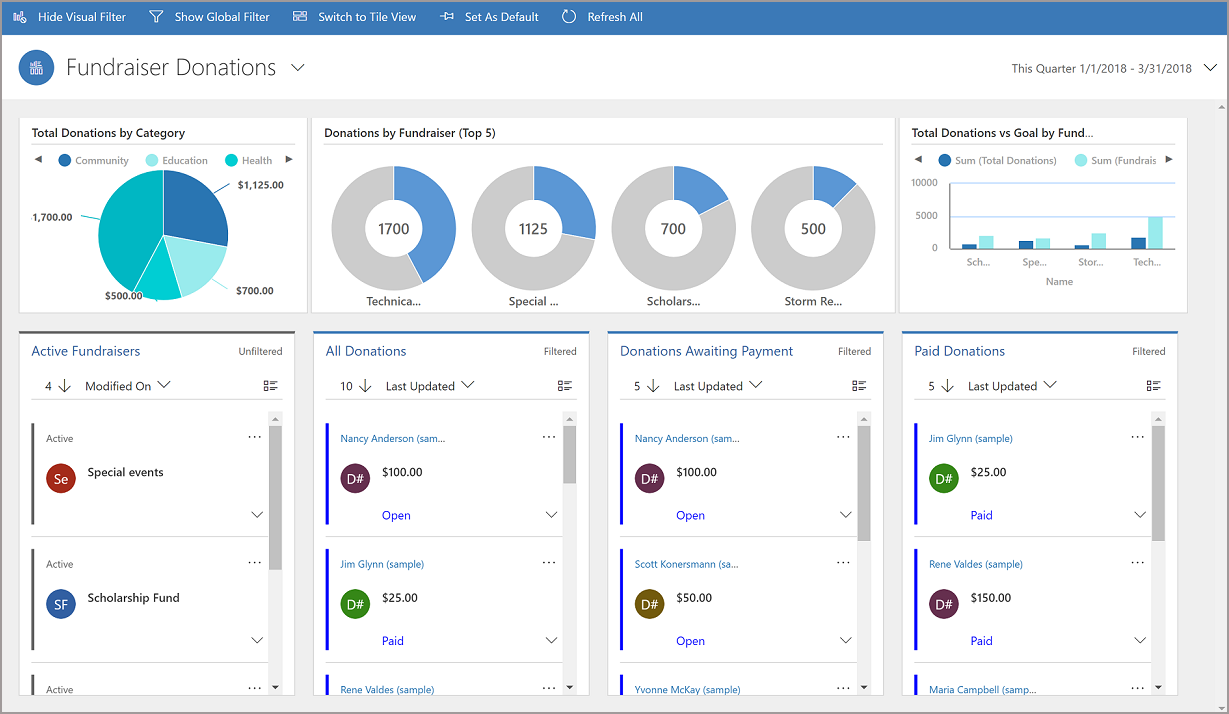 Hide Visual Filter Show Global Filter Switch to Tile View Set As Default Refresh All
Fundraiser Donations
This Quarter 1/1/2018 - 3/31/2018
Total Donations by Category
Community Education Health
$1,125.00
1,700.00
$700.00
$500.00
Donations by Fundraiser (Top 5)
1700 1125 700 500
Technica... Special ... Scholars... Storm Re...
Total Donations vs Goal by Fund...
Sum (Total Donations) Sum (Fundrais
10000
5000
0
Sch... Spe... Stor... Tech...
Name
Active Fundraisers Unfiltered
4 Modified On
Active
Se Special events
Active
SF Scholarship Fund
Active
All Donations Filtered
10 Last Updated
Nancy Anderson (sam...
D# $100.00
Open
Jim Glynn (sample)
D# $25.00
Paid
Rene Valdes (sample)
Donations Awaiting Payment Filtered
5 Last Updated
Nancy Anderson (sam...
D# $100.00
Open
Scott Konersmann (sa...
D# $50.00
Open
Yvonne McKay (sample)
Paid Donations Filtered
5 Last Updated
Jim Glynn (sample)
D# $25.00
Paid
Rene Valdes (sample)
D# $150.00
Paid
Maria Campbell (samp...